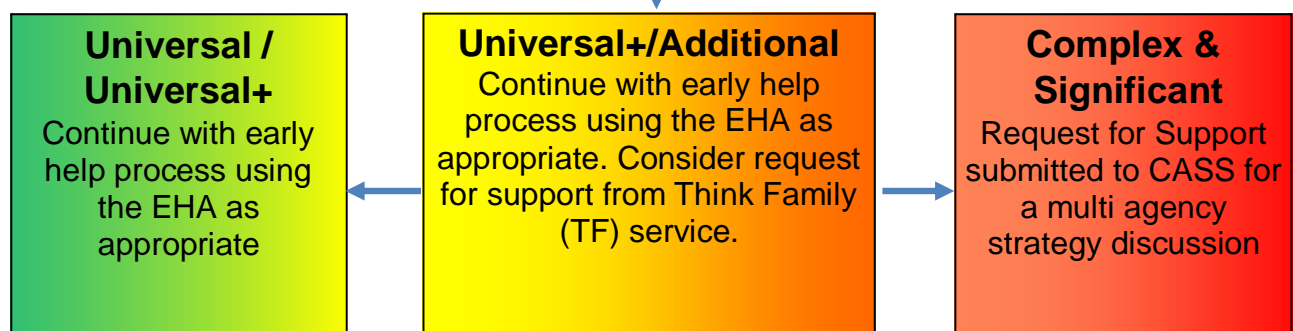 Universal /
Universal+
Continue with early
help process using
the EHA as
appropriate
Universal+/Additional
Continue with early help
process using the EHA as
appropriate. Consider request
for support from Think Family
(TF) service.
Complex &
Significant
Request for Support
submitted to CASS for
a multi agency
strategy discussion